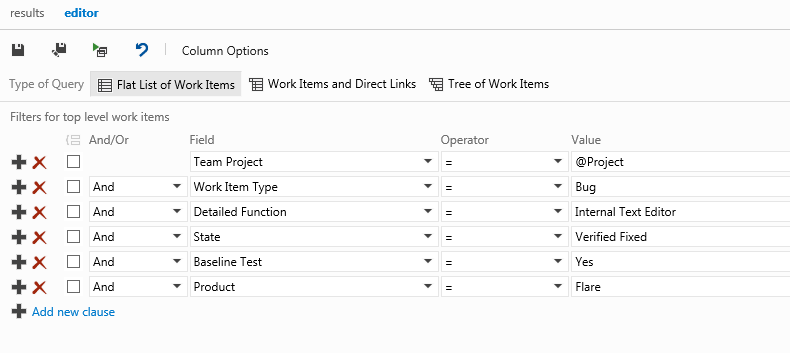 results editor
Column Options
Type of Query Flat List of Work Items Work Items and Direct Links Tree of Work Items
Filters for top level work items
And/Or Field Operator Value
Team Project = @Project
And Work Item Type = Bug
And Detailed Function = Internal Text Editor
And State = Verified Fixed
And Baseline Test = Yes
And Product = Flare
Add new clause